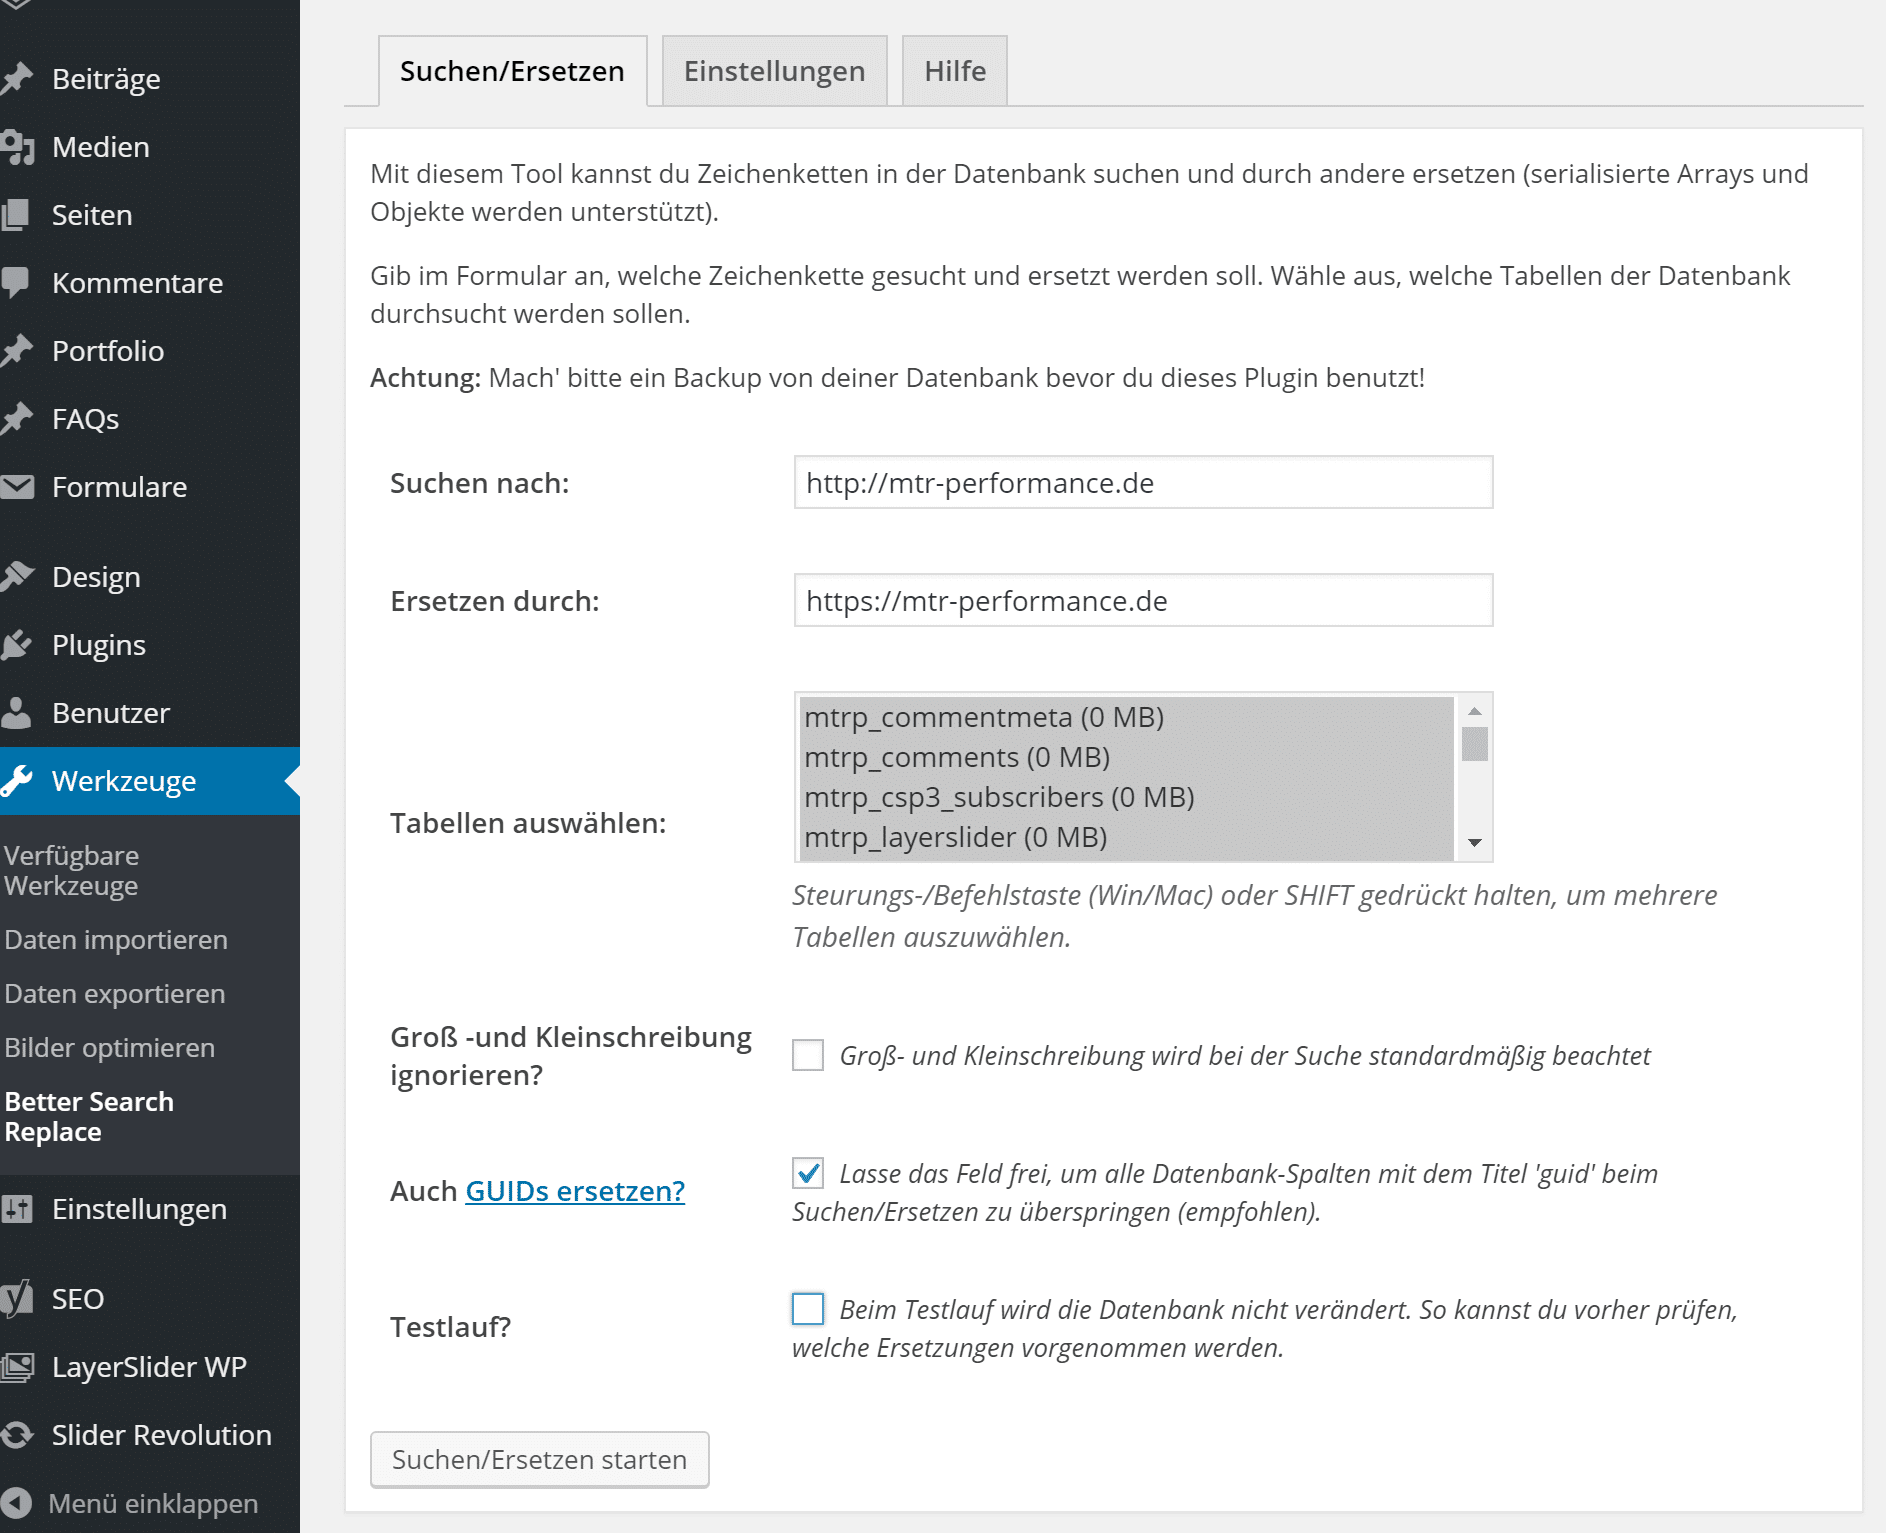 Beiträge
Medien
Seiten
Kommentare
Portfolio
FAQs
Formulare
Design
Plugins
Benutzer
Werkzeuge
Verfügbare
Werkzeuge
Daten importieren
Daten exportieren
Bilder optimieren
Better Search
Replace
Einstellungen
SEO
LayerSlider WP
Slider Revolution
Menü einklappen
Suchen/Ersetzen
Einstellungen
Hilfe
Mit diesem Tool kannst du Zeichenketten in der Datenbank suchen und durch andere ersetzen (serialisierte Arrays und
Objekte werden unterstützt).
Gib im Formular an, welche Zeichenkette gesucht und ersetzt werden soll. Wähle aus, welche Tabellen der Datenbank
durchsucht werden sollen.
Achtung: Mach' bitte ein Backup von deiner Datenbank bevor du dieses Plugin benutzt!
Suchen nach:
http://mtr-performance.de
Ersetzen durch:
https://mtr-performance.de
Tabellen auswählen:
mtrp_commentmeta (0 MB)
mtrp_comments (0 MB)
mtrp_csp3_subscribers (0 MB)
mtrp_layerslider (0 MB)
Steurungs-/Befehlstaste (Win/Mac) oder SHIFT gedrückt halten, um mehrere
Tabellen auszuwählen.
Groß -und Kleinschreibung
ignorieren?
Groß- und Kleinschreibung wird bei der Suche standardmäßig beachtet
Auch GUIDs ersetzen?
Lasse das Feld frei, um alle Datenbank-Spalten mit dem Titel 'guid' beim
Suchen/Ersetzen zu überspringen (empfohlen).
Testlauf?
Beim Testlauf wird die Datenbank nicht verändert. So kannst du vorher prüfen,
welche Ersetzungen vorgenommen werden.
Suchen/Ersetzen starten